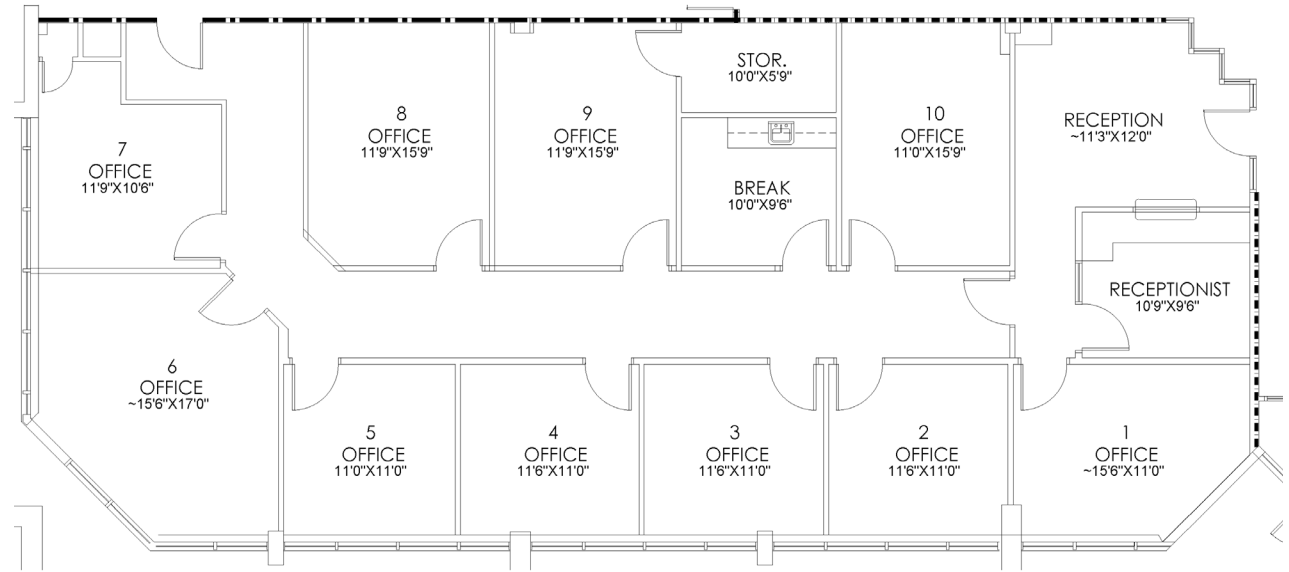 STOR.
10'0"X5'9"
8
OFFICE
11'9"X15'9"
9
OFFICE
11'9"X15'9"
10
OFFICE
11'0"X15'9"
RECEPTION
~11'3"X12'0"
7
OFFICE
11'9"X10'6"
BREAK
10'0"X9'6"
RECEPTIONIST
10'9"X9'6"
6
OFFICE
~15'6"X17'0"
5
OFFICE
11'0"X11'0"
4
OFFICE
11'6"X11'0"
3
OFFICE
11'6"X11'0"
2
OFFICE
11'6"X11'0"
1
OFFICE
~15'6"X11'0"